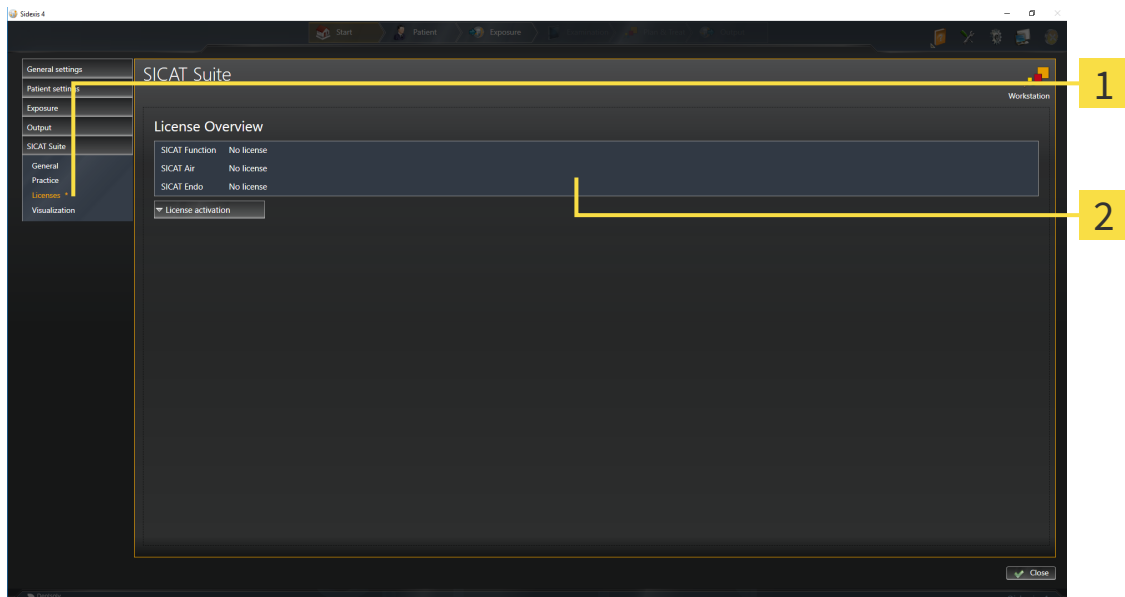 Sidexis 4
Start Patient Exposure
General settings
Patient settings
Exposure
Output
SICAT Suite
General
Practice
Licenses *
Visualization
SICAT Suite
Workstation
License Overview
SICAT Function No license
SICAT Air No license
SICAT Endo No license
License activation
Close
1
2